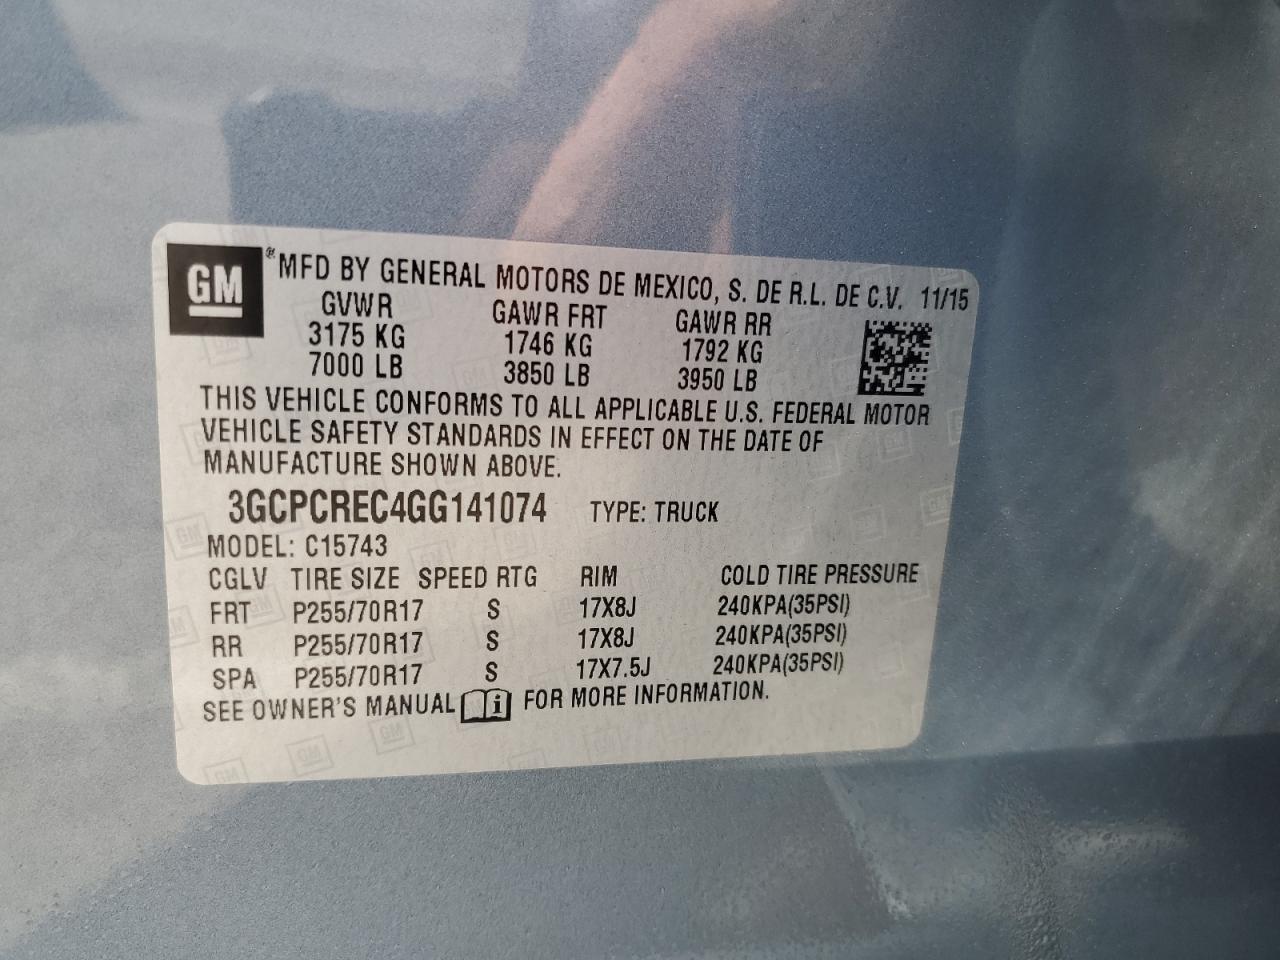 GM ® MFD BY GENERAL MOTORS DE MEXICO, S. DE R.L. DE C.V. 11/15
GVWR GAWR FRT GAWR RR
3175 KG 1746 KG 1792 KG
7000 LB 3850 LB 3950 LB
THIS VEHICLE CONFORMS TO ALL APPLICABLE U.S. FEDERAL MOTOR
VEHICLE SAFETY STANDARDS IN EFFECT ON THE DATE OF
MANUFACTURE SHOWN ABOVE.
3GCPCREC4GG141074 TYPE: TRUCK
MODEL: C15743
CGLV TIRE SIZE SPEED RTG RIM COLD TIRE PRESSURE
FRT P255/70R17 S 17X8J 240KPA(35PSI)
RR P255/70R17 S 17X8J 240KPA(35PSI)
SPA P255/70R17 S 17X7.5J 240KPA(35PSI)
SEE OWNER'S MANUAL i FOR MORE INFORMATION.